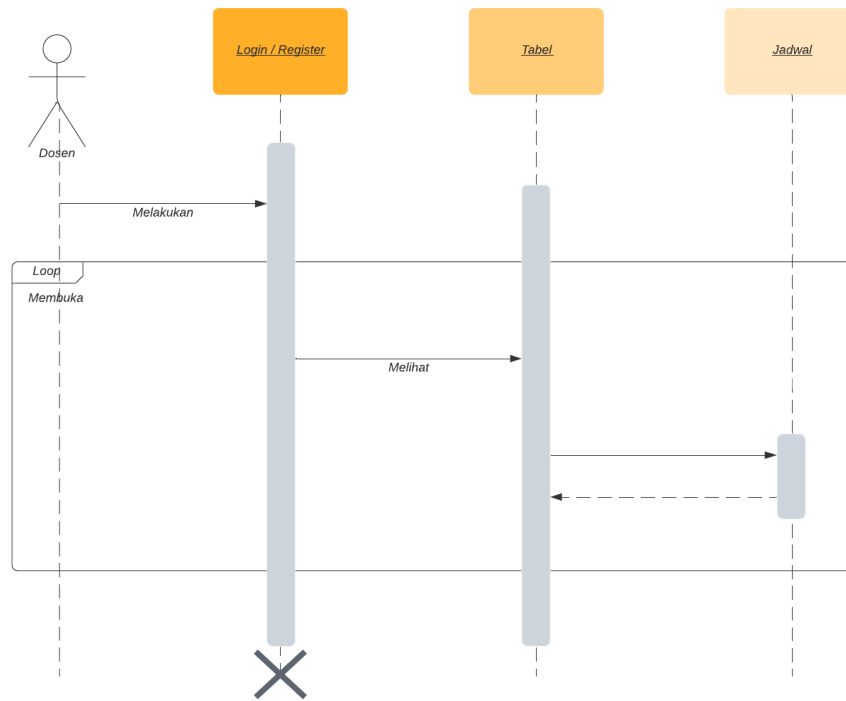 Login / Register
Tabel
Jadwal
Dosen
Melakukan
Loop
Membuka
Melihat